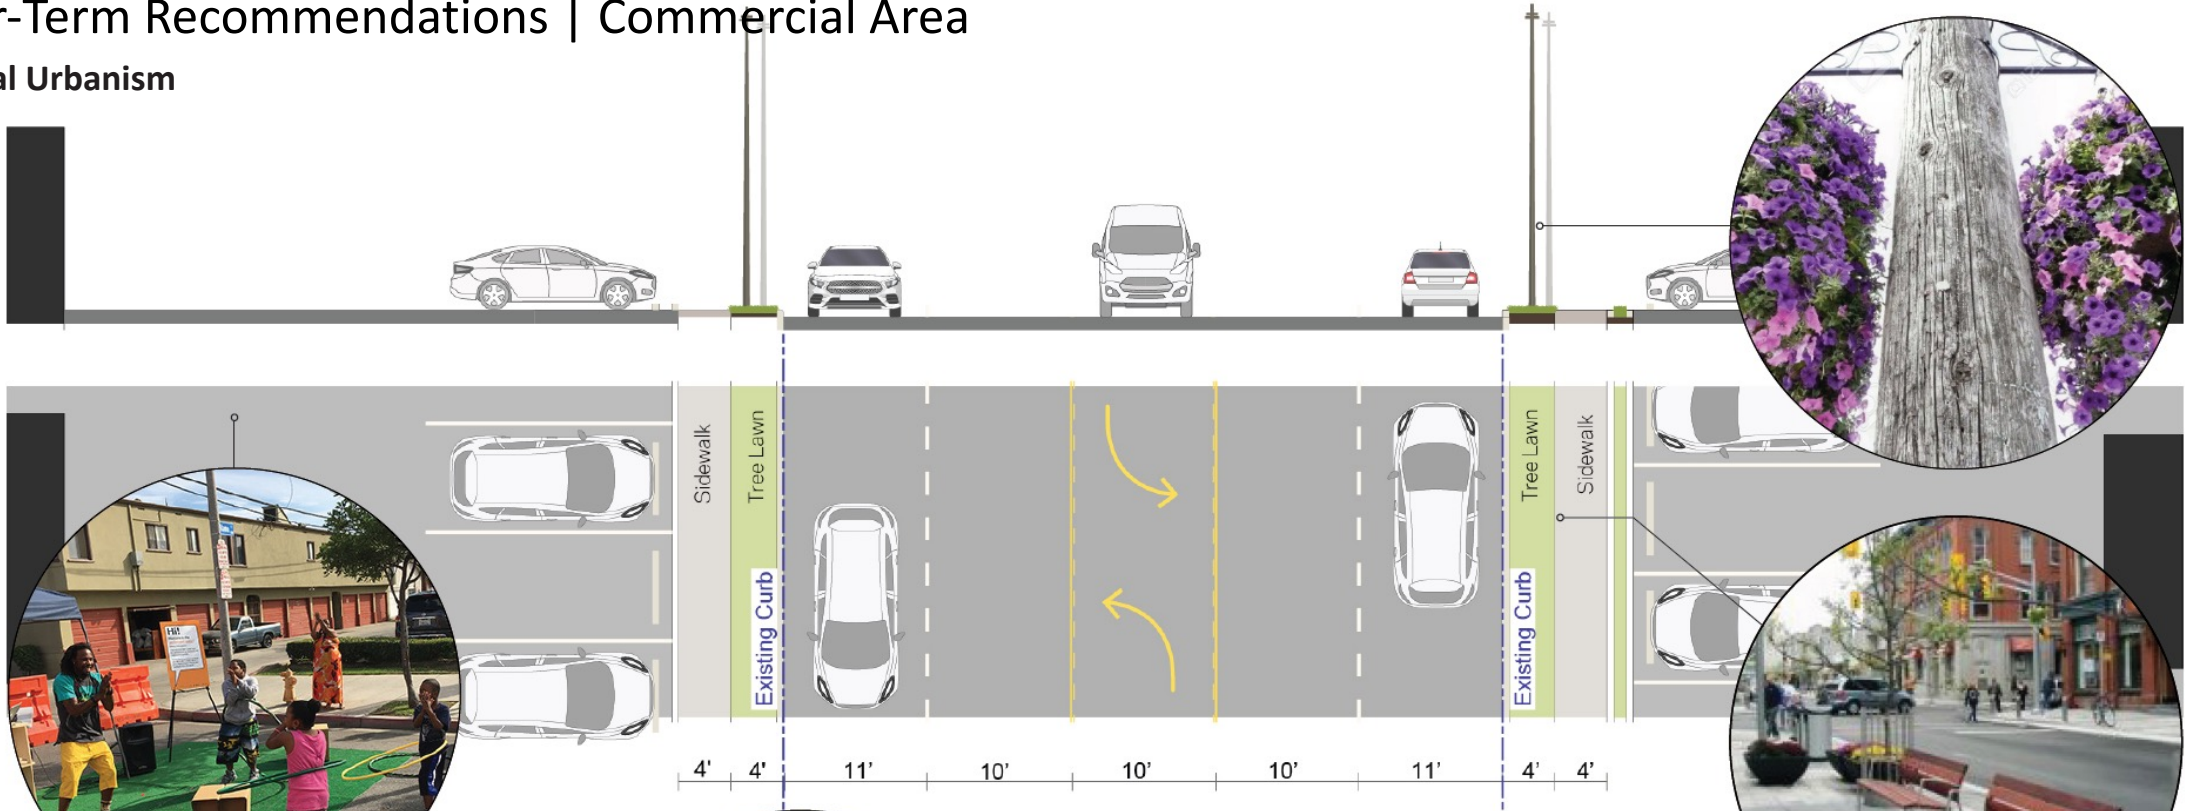 r-Term Recommendations | Commercial Area
al Urbanism
Sidewalk
Tree Lawn
Existing Curb
Tree Lawn
Sidewalk
Existing Curb
Hi!
4' 4' 11' 10' 10' 10' 11' 4' 4'